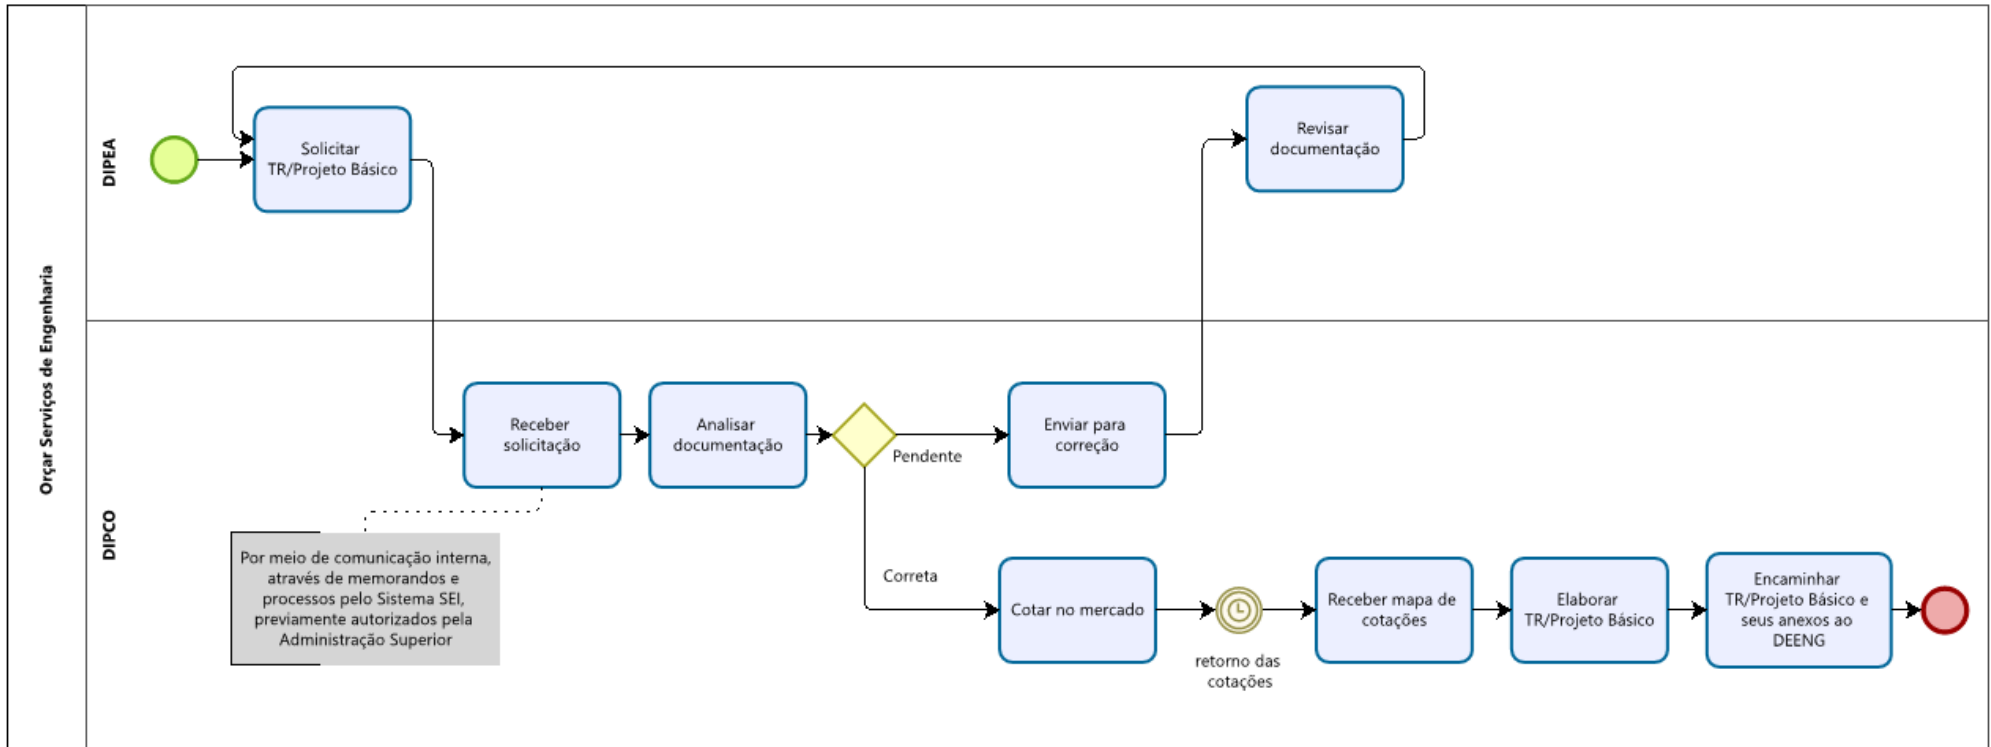 Orçar Serviços de Engenharia
DIPEA
Solicitar
TR/Projeto Básico
Revisar
documentação
DIPCO
Receber
solicitação
Analisar
documentação
Pendente
Enviar para
correção
Por meio de comunicação interna,
através de memorandos e
processos pelo Sistema SEI,
previamente autorizados pela
Administração Superior
Correta
Cotar no mercado
retorno das
cotações
Receber mapa de
cotações
Elaborar
TR/Projeto Básico
Encaminhar
TR/Projeto Básico e
seus anexos ao
DEENG